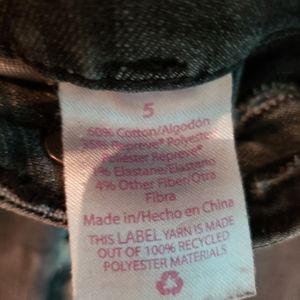 5
60% Cotton/Algodón
35% Repreve® Polyester/
Poliéster Repreve®
Elastane/Elastano
4% Other Fiber/Otra
Fibra
Made in/Hecho en China
THIS LABEL YARN IS MADE
OUT OF 100% RECYCLED
POLYESTER MATERIALS